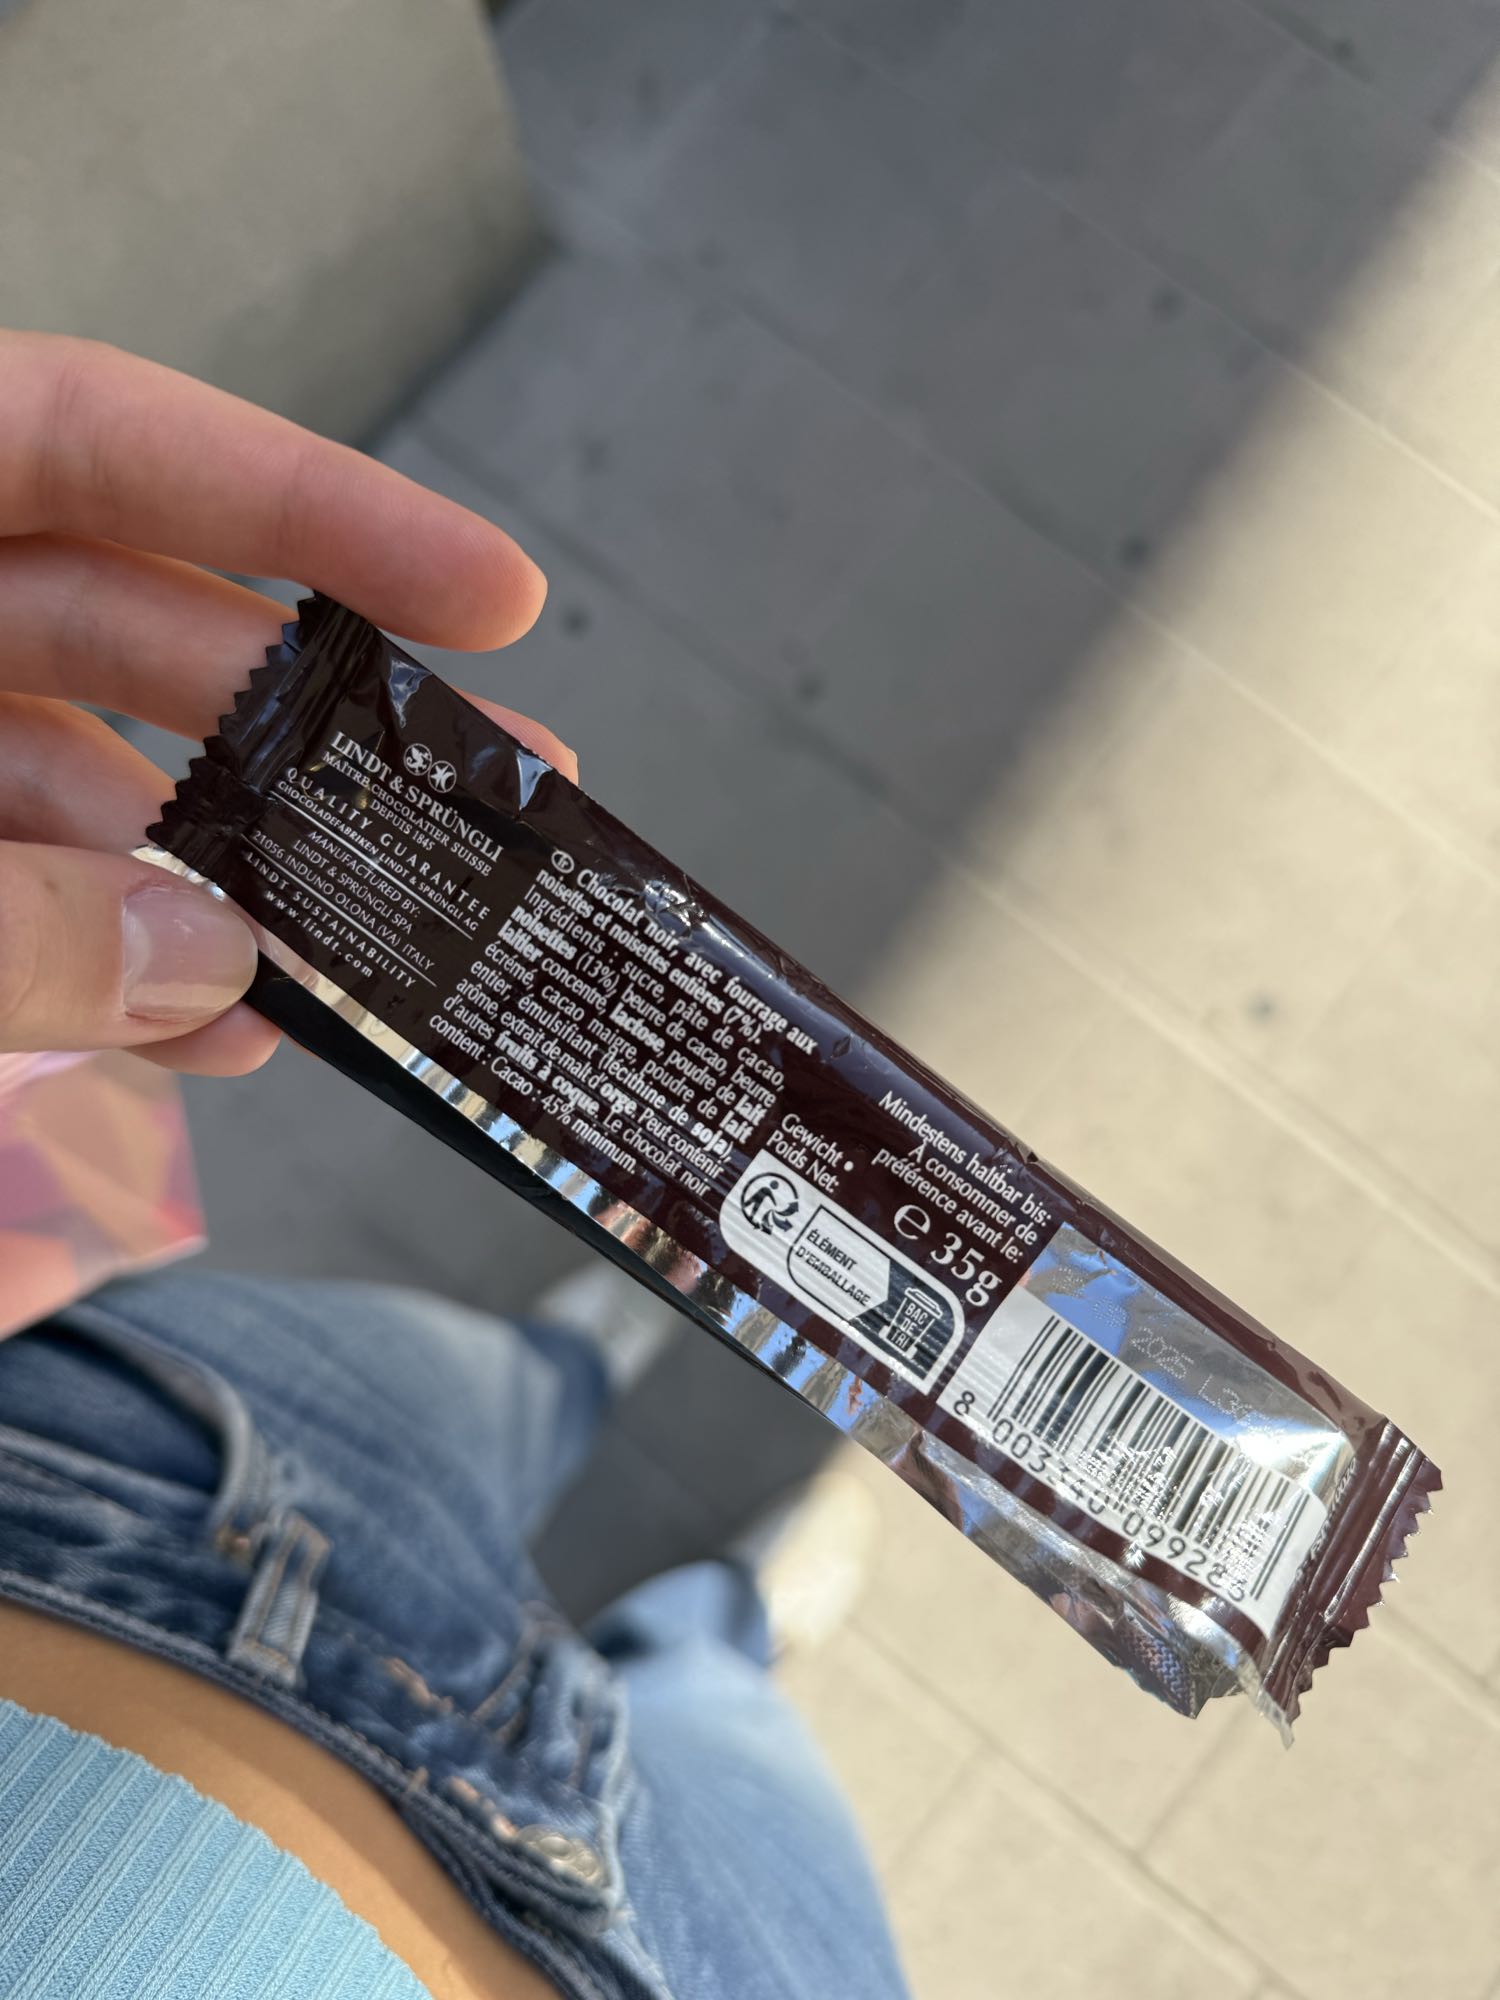 LINDT & SPRÜNGLI
MAÎTRE CHOCOLATIER SUISSE
DEPUIS 1845
QUALITY GUARANTEE
CHOCOLADEFABRIKEN LINDT & SPRÜNGLI AG
MANUFACTURED BY:
LINDT & SPRÜNGLI SPA
21056 INDUNO OLONA (VA) ITALY
LINDT-SUSTAINABILITY
www.lindt.com
Chocolat noir, avec fourrage aux
noisettes et noisettes entières (7%).
Ingrédients : sucre, pâte de cacao,
noisettes (13%), beurre de cacao, beurre
laitier concentré, lactose, poudre de lait
écrémé, cacao maigre, poudre de lait
entier, émulsifiant (lécithine de soja),
arôme, extrait de malt d'orge. Peut contenir
d'autres fruits à coque. Le chocolat noir
contient : Cacao : 45% minimum.
Gewicht •
Poids Net:
e 35g
ÉLÉMENT
D'EMBALLAGE
BAC
DE
TRI
Mindestens haltbar bis:
À consommer de
préférence avant le:
2025
8 003340 099286